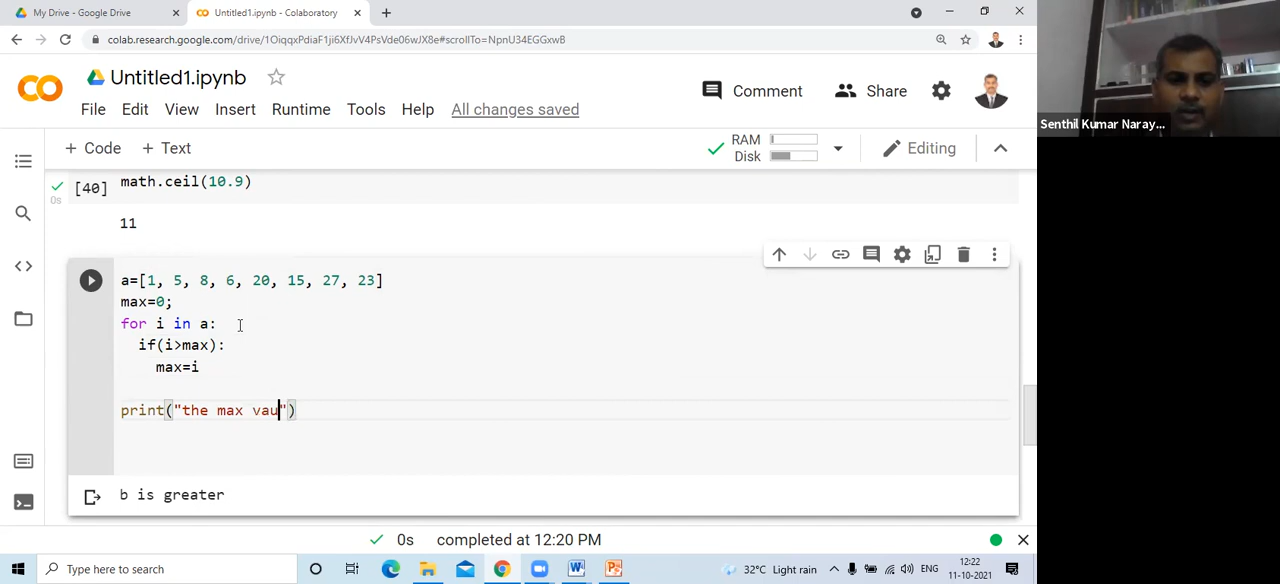 My Drive - Google Drive
Untitled1.ipynb - Colaboratory
colab.research.google.com/drive/1OiqqxPdiaF1ji6XfJvV4PsVde06wJX8e#scrollTo=NpnU34EGGxwB
Untitled1.ipynb
Comment
Share
File Edit View Insert Runtime Tools Help All changes saved
+ Code + Text
RAM
Disk
Editing
[40]
math.ceil(10.9)
0s
11
a=[1, 5, 8, 6, 20, 15, 27, 23]
max=0;
for i in a:
if(i>max):
max=i
print("the max vau")
b is greater
0s completed at 12:20 PM
Type here to search
32°C Light rain
ENG
12:22
11-10-2021
Senthil Kumar Naray...